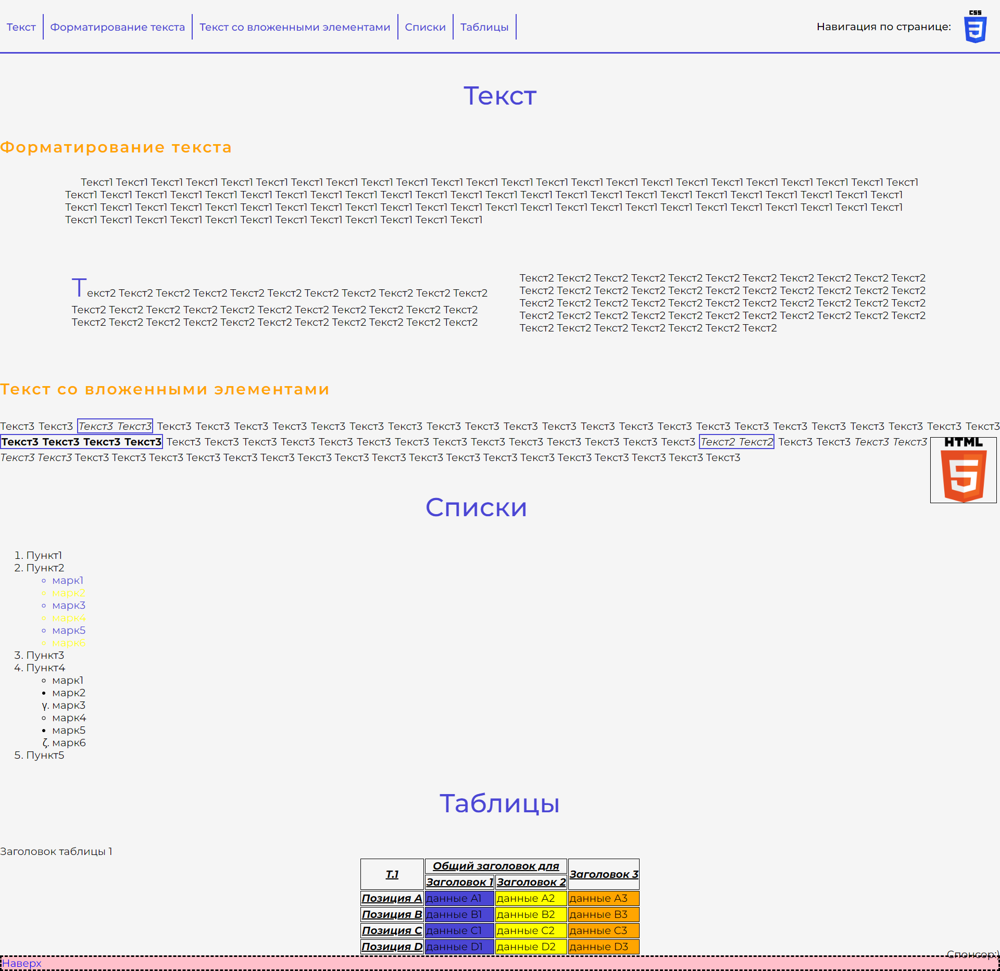 Текст Форматирование текста Текст со вложенными элементами Списки Таблицы Навигация по странице: CSS
Текст
Форматирование текста
Текст1 Текст1 Текст1 Текст1 Текст1 Текст1 Текст1 Текст1 Текст1 Текст1 Текст1 Текст1 Текст1 Текст1 Текст1 Текст1 Текст1 Текст1 Текст1 Текст1 Текст1 Текст1 Текст1 Текст1
Текст1 Текст1 Текст1 Текст1 Текст1 Текст1 Текст1 Текст1 Текст1 Текст1 Текст1 Текст1 Текст1 Текст1 Текст1 Текст1 Текст1 Текст1 Текст1 Текст1 Текст1 Текст1 Текст1 Текст1
Текст1 Текст1 Текст1 Текст1 Текст1 Текст1 Текст1 Текст1 Текст1 Текст1 Текст1 Текст1 Текст1 Текст1 Текст1 Текст1 Текст1 Текст1 Текст1 Текст1 Текст1 Текст1 Текст1 Текст1
Текст1 Текст1 Текст1 Текст1 Текст1 Текст1 Текст1 Текст1 Текст1 Текст1 Текст1 Текст1
Текст2 Текст2 Текст2 Текст2 Текст2 Текст2 Текст2 Текст2 Текст2 Текст2 Текст2
Текст2 Текст2 Текст2 Текст2 Текст2 Текст2 Текст2 Текст2 Текст2 Текст2 Текст2
Текст2 Текст2 Текст2 Текст2 Текст2 Текст2 Текст2 Текст2 Текст2 Текст2 Текст2
Текст2 Текст2 Текст2 Текст2 Текст2 Текст2 Текст2 Текст2 Текст2 Текст2 Текст2
Текст2 Текст2 Текст2 Текст2 Текст2 Текст2 Текст2 Текст2 Текст2 Текст2 Текст2
Текст2 Текст2 Текст2 Текст2 Текст2 Текст2 Текст2 Текст2 Текст2 Текст2 Текст2
Текст2 Текст2 Текст2 Текст2 Текст2 Текст2 Текст2 Текст2 Текст2 Текст2 Текст2
Текст2 Текст2 Текст2 Текст2 Текст2 Текст2 Текст2
Текст со вложенными элементами
Текст3 Текст3 Текст3 Текст3 Текст3 Текст3 Текст3 Текст3 Текст3 Текст3 Текст3 Текст3 Текст3 Текст3 Текст3 Текст3 Текст3 Текст3 Текст3 Текст3 Текст3 Текст3 Текст3 Текст3 Текст3 Текст3
Текст3 Текст3 Текст3 Текст3 Текст3 Текст3 Текст3 Текст3 Текст3 Текст3 Текст3 Текст3 Текст3 Текст3 Текст3 Текст3 Текст3 Текст3 Текст2 Текст2 Текст3 Текст3 Текст3 Текст3 HTML
Текст3 Текст3 Текст3 Текст3 Текст3 Текст3 Текст3 Текст3 Текст3 Текст3 Текст3 Текст3 Текст3 Текст3 Текст3 Текст3 Текст3 Текст3 Текст3 Текст3
Списки
1. Пункт1
2. Пункт2
марк1
марк2
марк3
марк4
марк5
марк6
3. Пункт3
4. Пункт4
марк1
марк2
γ. марк3
марк4
марк5
ζ. марк6
5. Пункт5
Таблицы
Заголовок таблицы 1
Т.1 Общий заголовок для Заголовок 3
Заголовок 1 Заголовок 2
Позиция A данные A1 данные A2 данные A3
Позиция B данные B1 данные B2 данные B3
Позиция C данные C1 данные C2 данные C3
Позиция D данные D1 данные D2 данные D3
Спонсор:)
Наверх